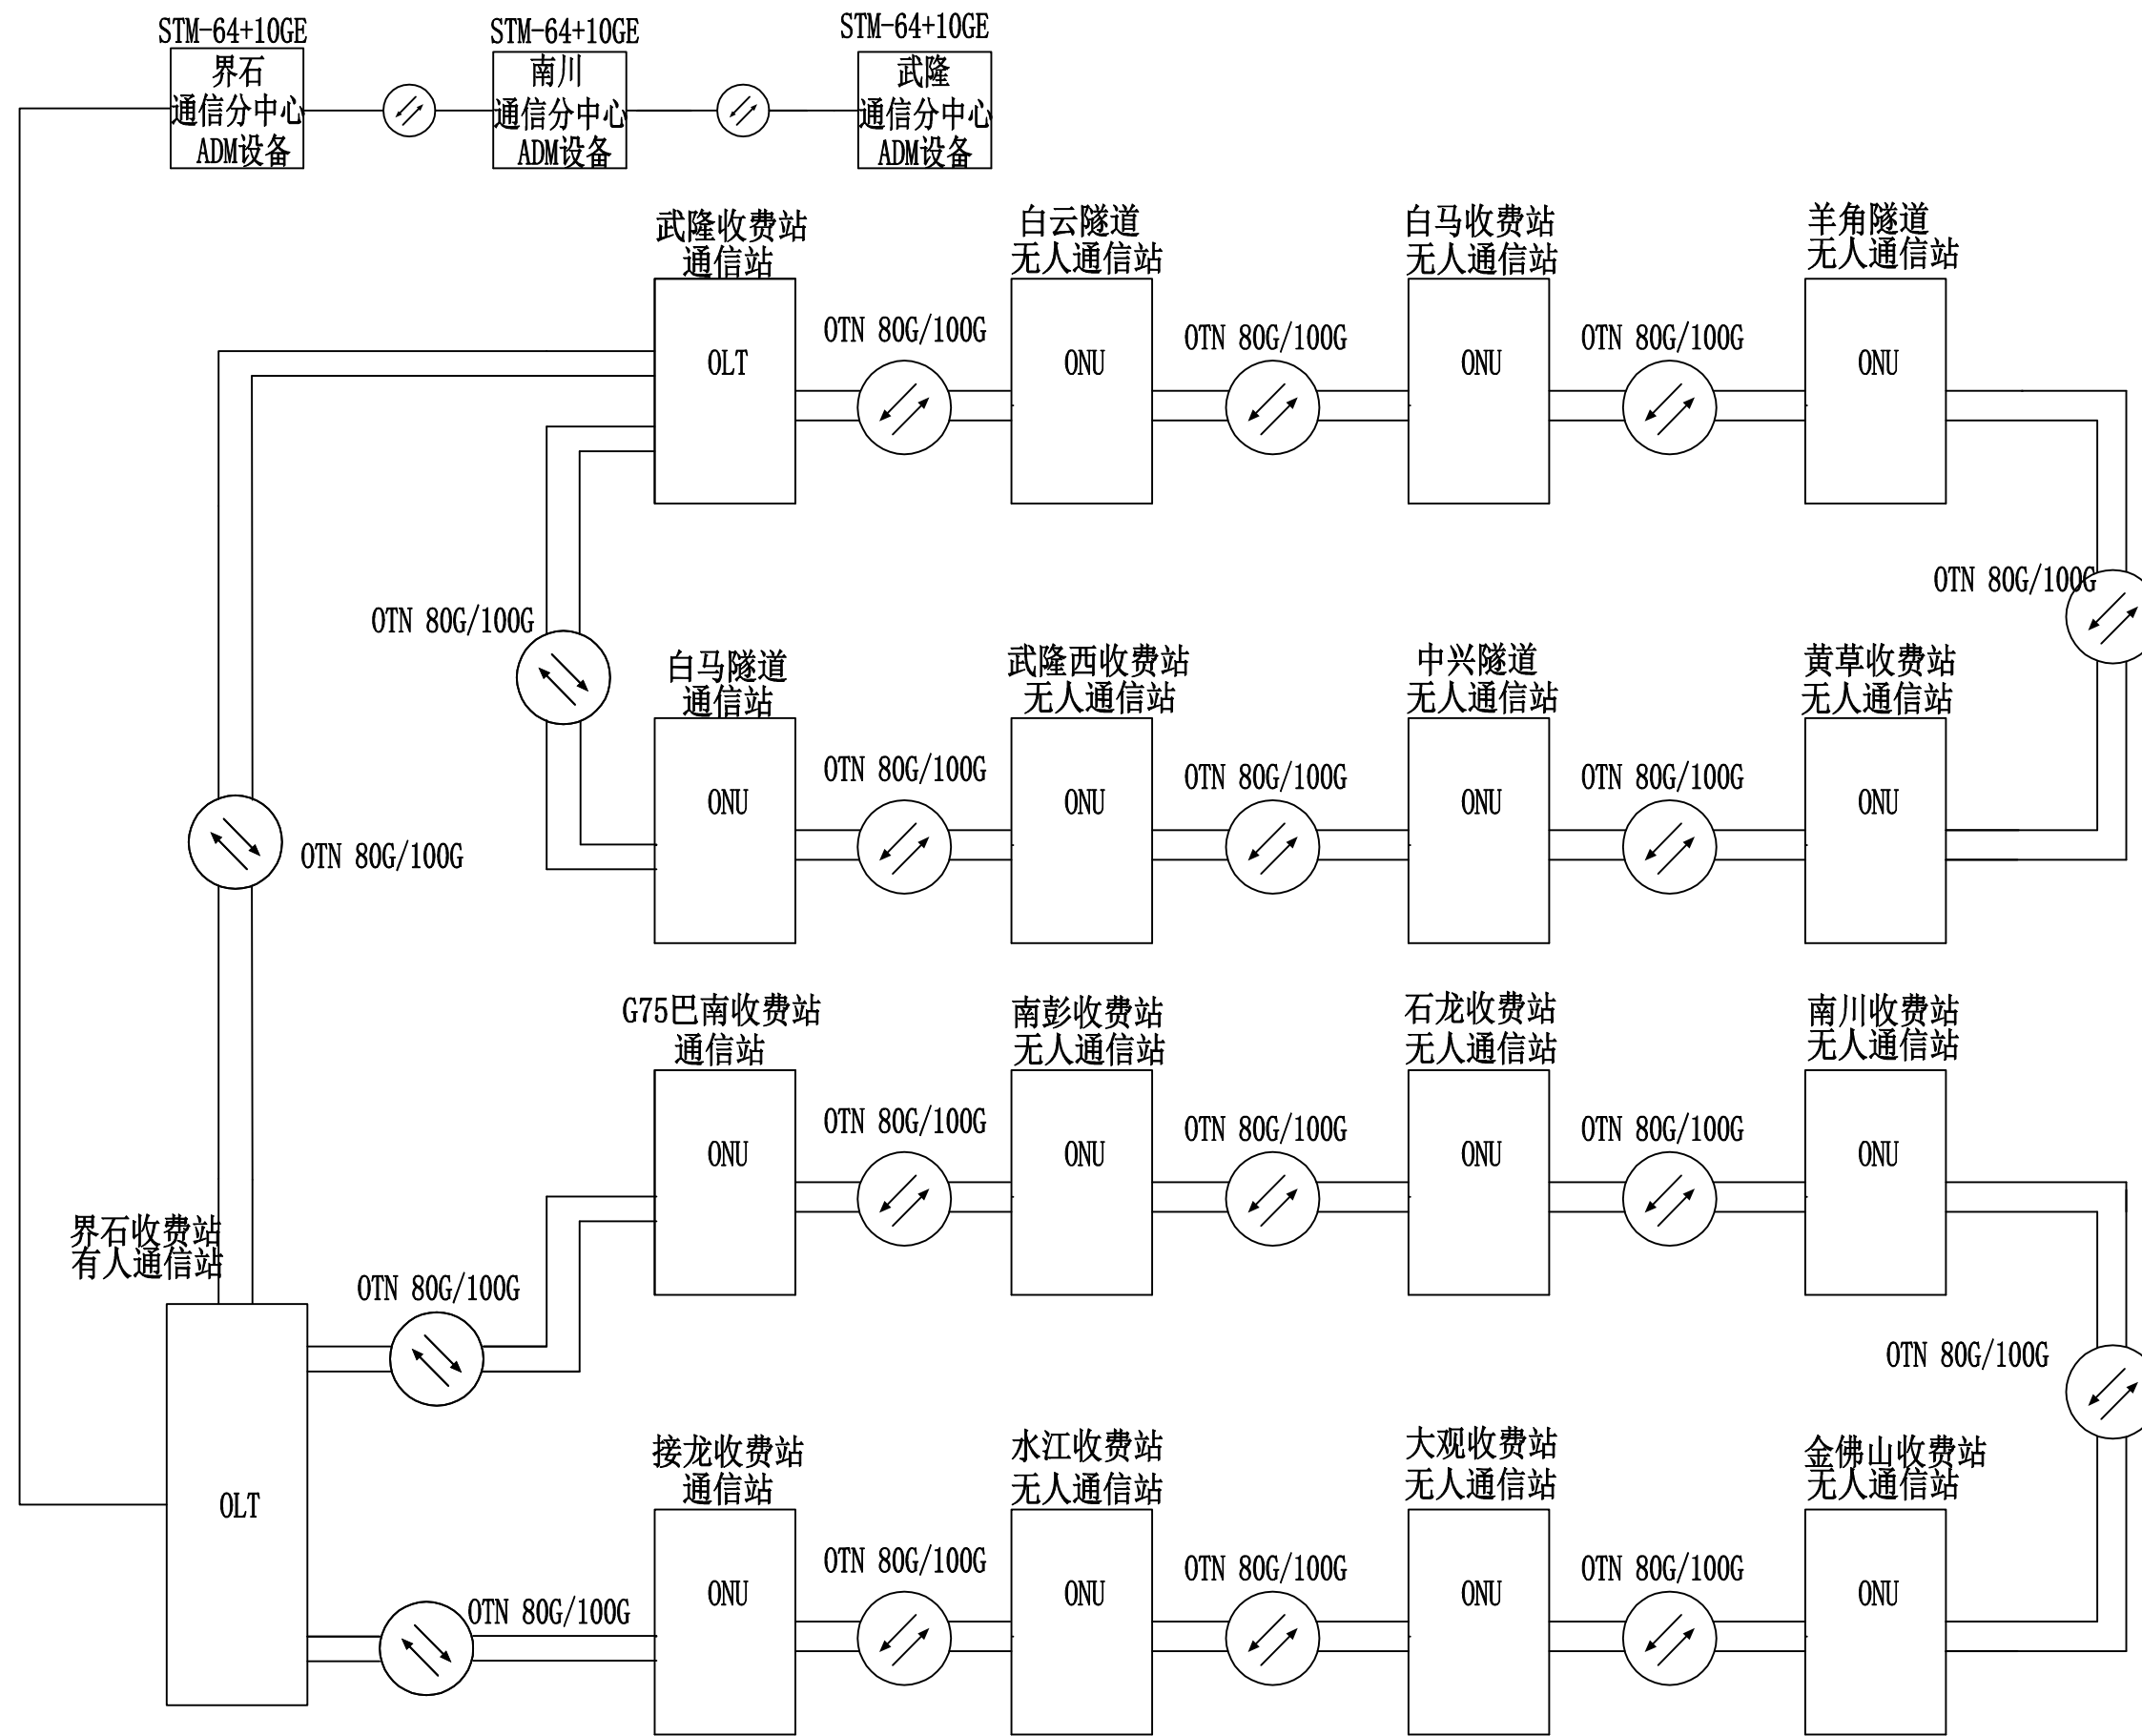 STM-64+10GE
界石
通信分中心
ADM设备
STM-64+10GE
南川
通信分中心
ADM设备
STM-64+10GE
武隆
通信分中心
ADM设备
武隆收费站
通信站
OLT
OTN 80G/100G
白云隧道
无人通信站
ONU
OTN 80G/100G
白马收费站
无人通信站
ONU
OTN 80G/100G
羊角隧道
无人通信站
ONU
OTN 80G/100G
OTN 80G/100G
白马隧道
通信站
ONU
OTN 80G/100G
武隆西收费站
无人通信站
ONU
OTN 80G/100G
中兴隧道
无人通信站
ONU
OTN 80G/100G
黄草收费站
无人通信站
ONU
OTN 80G/100G
G75巴南收费站
通信站
ONU
OTN 80G/100G
南彭收费站
无人通信站
ONU
OTN 80G/100G
石龙收费站
无人通信站
ONU
OTN 80G/100G
南川收费站
无人通信站
ONU
界石收费站
有人通信站
OLT
OTN 80G/100G
OTN 80G/100G
OTN 80G/100G
接龙收费站
通信站
ONU
OTN 80G/100G
水江收费站
无人通信站
ONU
OTN 80G/100G
大观收费站
无人通信站
ONU
OTN 80G/100G
金佛山收费站
无人通信站
ONU